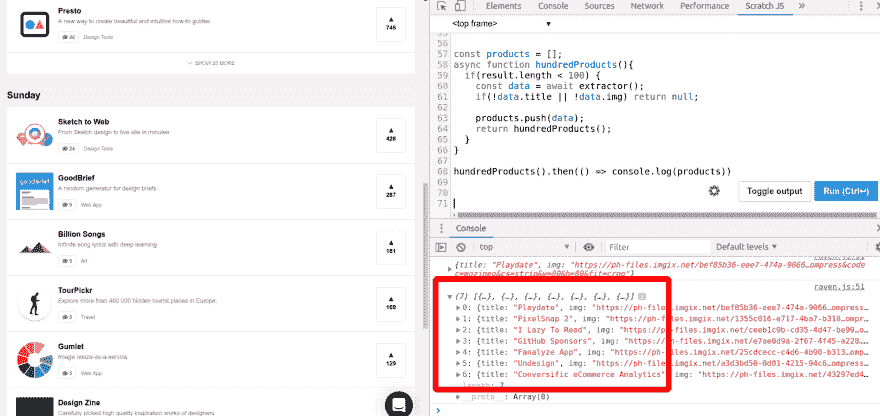 Presto
A new way to create beautiful and intuitive how-to guides
Design Tools
745
SHOW 25 MORE
Sunday
Sketch to Web
From Sketch design to live site in minutes
24 Design Tools
428
GoodBrief
A random generator for design briefs
9 Web App
287
Billion Songs
Infinite song lyrics with deep learning
5 Art
181
TourPickr
Explore more than 400 000 hidden tourist places in Europe.
5 Travel
Gumlet
Image resize-as-a-service
5 Web App
129
Design Zine
Carefully picked high quality inspiration works of designers
Elements Console Sources Network Performance Scratch JS »
<top frame>
55
56
57 const products = [];
58 async function hundredProducts(){
59 if(result.length < 100) {
60 const data = await extractor();
61 if(!data.title || !data.img) return null;
62
63 products.push(data);
64 return hundredProducts();
65 }
66 }
67
68 hundredProducts().then(() => console.log(products))
69
70
71
Toggle output
Run (Ctrl↵)
Console
top
Filter
Default levels
raven.js:51
{title: "Playdate", img: "https://ph-files.imgix.net/bef85b36-eee7-474a-9066…ompress&codec=mozjpeg&cs=strip&w=80&h=80&fit=crop"}
raven.js:51
(7) [{…}, {…}, {…}, {…}, {…}, {…}, {…}]
0: {title: "Playdate", img: "https://ph-files.imgix.net/bef85b36-eee7-474a-9066…ompress…
1: {title: "PixelSnap 2", img: "https://ph-files.imgix.net/1355c016-e717-4ba7-b318…omp…
2: {title: "I Lazy To Read", img: "https://ph-files.imgix.net/ceeb1c9b-cd35-4d47-be99…o…
3: {title: "GitHub Sponsors", img: "https://ph-files.imgix.net/e7ae0d9a-2f67-4f45-a228…
4: {title: "Fanalyze App", img: "https://ph-files.imgix.net/25cdcecc-c4d6-4b90-b313…om…
5: {title: "Undesign", img: "https://ph-files.imgix.net/a3d3bd50-0d01-4215-94c6…ompress…
6: {title: "Conversific eCommerce Analytics", img: "https://ph-files.imgix.net/43297ed4…
length: 7
__proto__: Array(0)